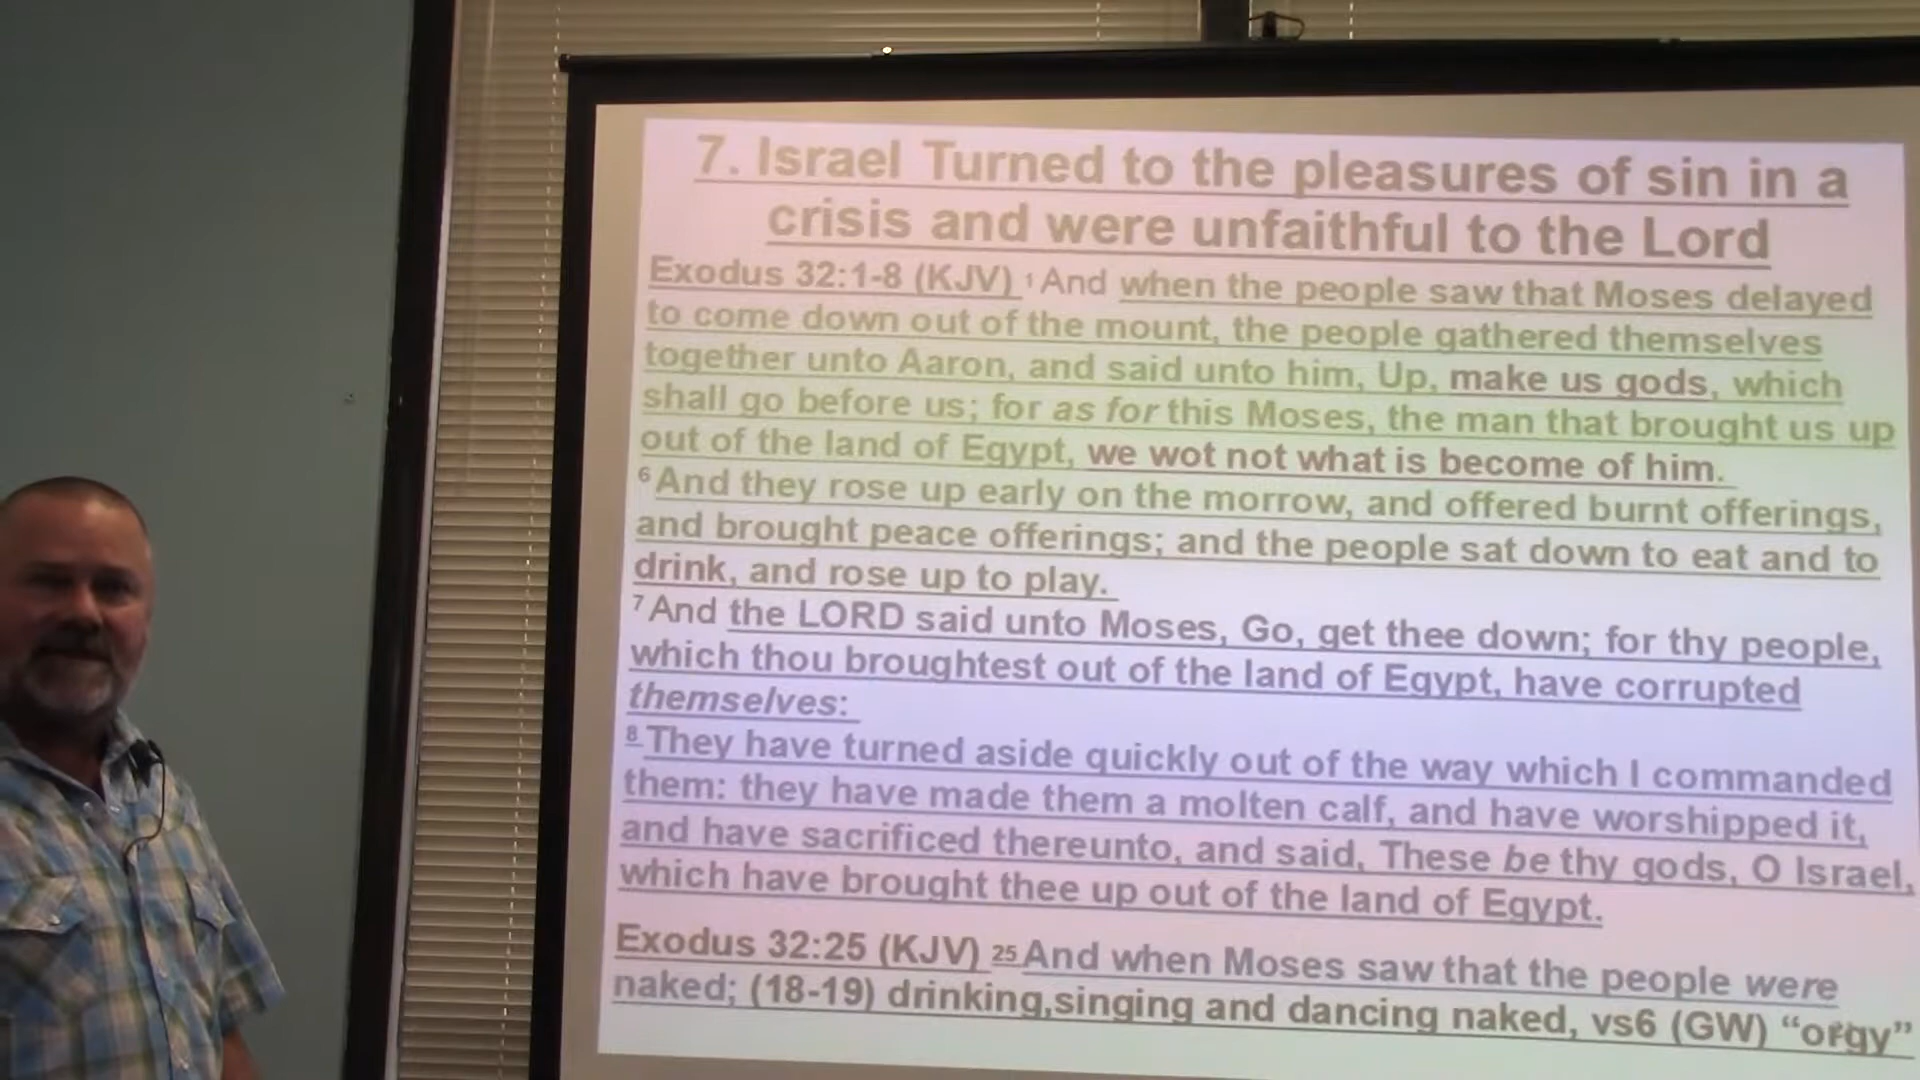 7. Israel Turned to the pleasures of sin in a
crisis and were unfaithful to the Lord
Exodus 32:1-8 (KJV) 1 And when the people saw that Moses delayed
to come down out of the mount, the people gathered themselves
together unto Aaron, and said unto him, Up, make us gods, which
shall go before us; for as for this Moses, the man that brought us up
out of the land of Egypt, we wot not what is become of him.
6 And they rose up early on the morrow, and offered burnt offerings,
and brought peace offerings; and the people sat down to eat and to
drink, and rose up to play.
7 And the LORD said unto Moses, Go, get thee down; for thy people,
which thou broughtest out of the land of Egypt, have corrupted
themselves:
8 They have turned aside quickly out of the way which I commanded
them: they have made them a molten calf, and have worshipped it,
and have sacrificed thereunto, and said, These be thy gods, O Israel,
which have brought thee up out of the land of Egypt.
Exodus 32:25 (KJV) 25 And when Moses saw that the people were
naked; (18-19) drinking,singing and dancing naked, vs6 (GW) “orgy”